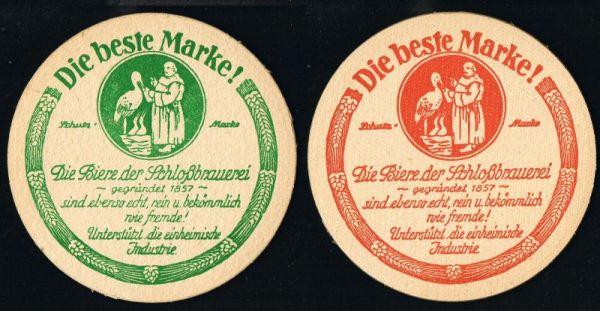 Die beste Marke!
Schutz- Marke
Die Biere der Schloßbrauerei
~ gegründet 1857 ~
sind ebenso echt, rein u. bekömmlich
wie fremde!
Unterstützt die einheimische
Industrie.
Die beste Marke!
Schutz- Marke
Die Biere der Schloßbrauerei
~ gegründet 1857 ~
sind ebenso echt, rein u. bekömmlich
wie fremde!
Unterstützt die einheimische
Industrie.